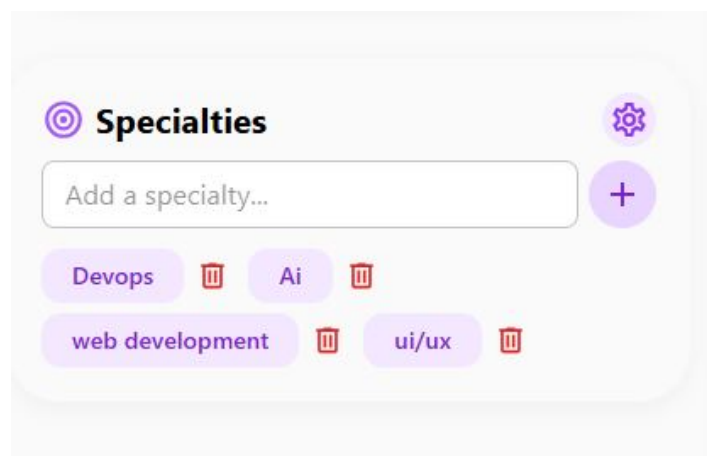 Specialties
Add a specialty...
Devops Ai
web development ui/ux